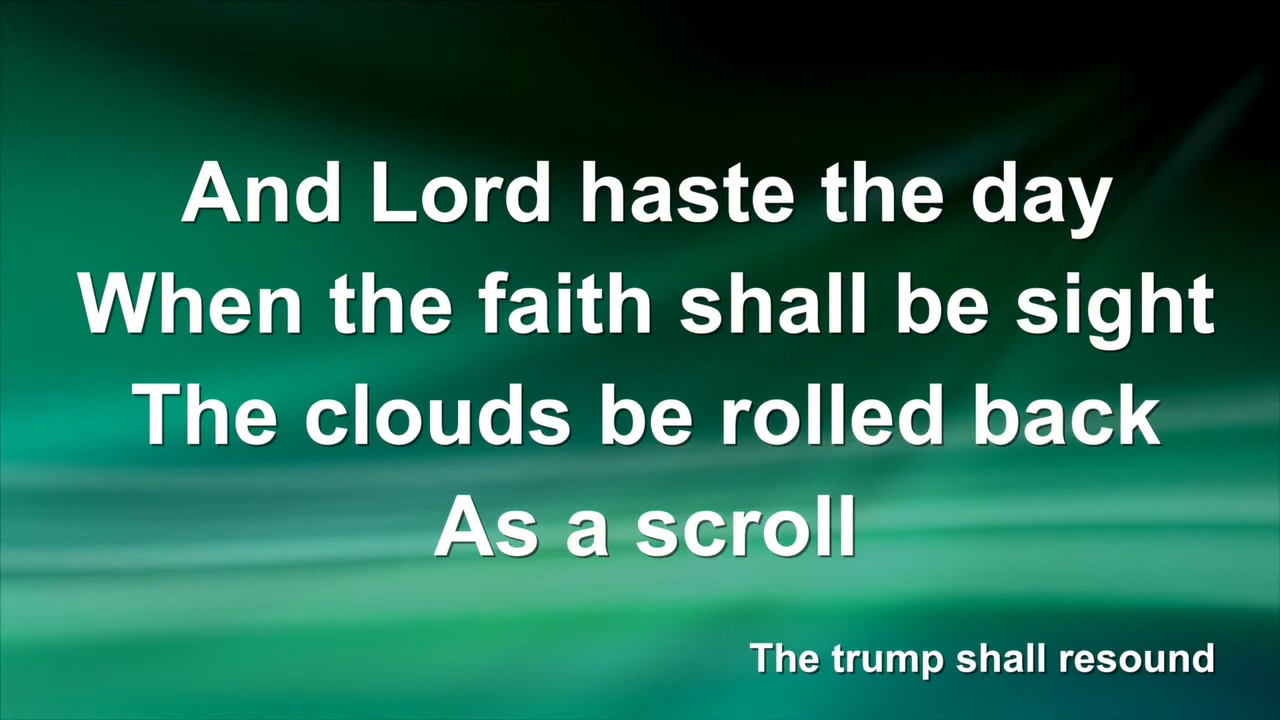 And Lord haste the day
When the faith shall be sight
The clouds be rolled back
As a scroll
The trump shall resound